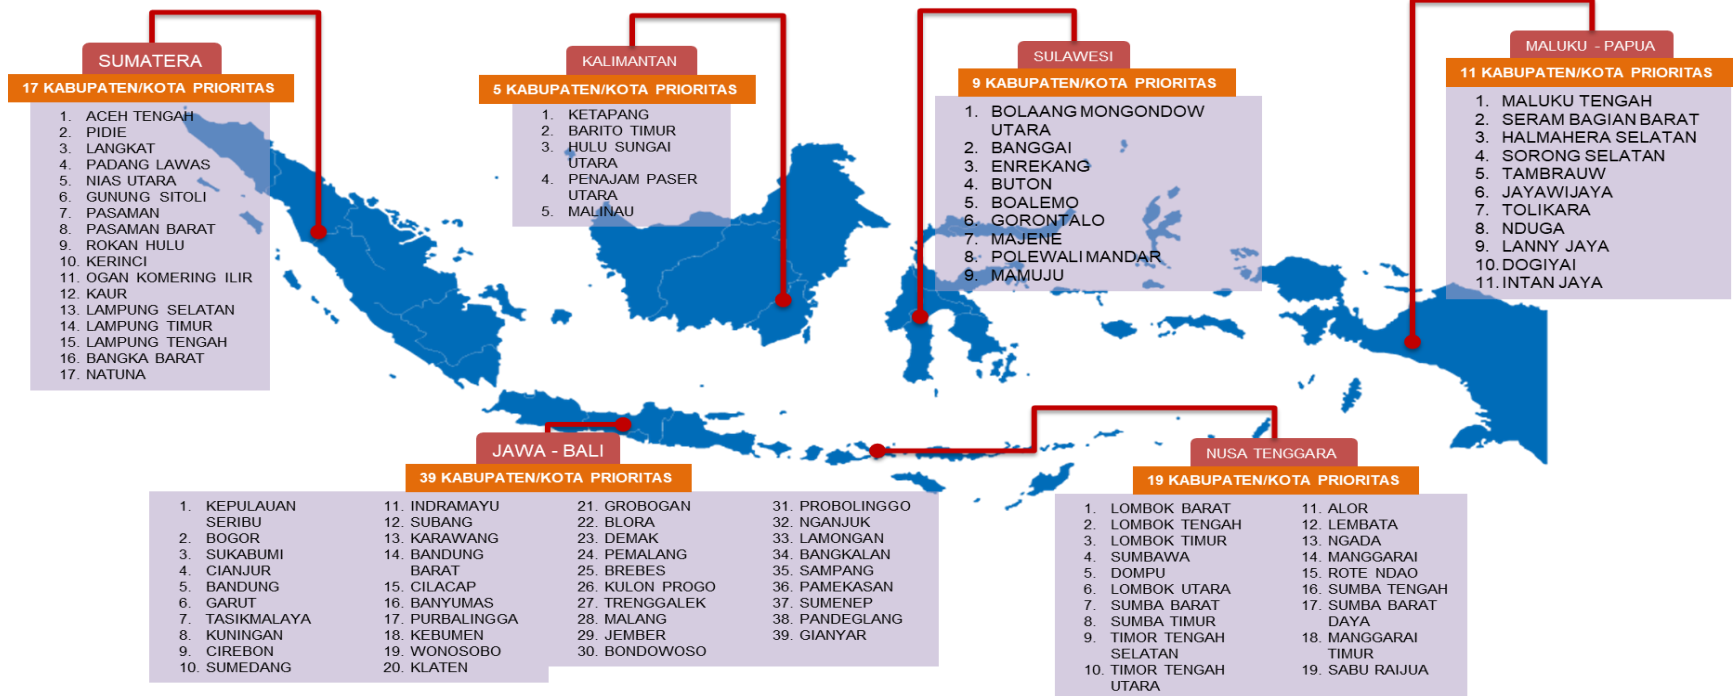 SUMATERA
17 KABUPATEN/KOTA PRIORITAS
1. ACEH TENGAH
2. PIDIE
3. LANGKAT
4. PADANG LAWAS
5. NIAS UTARA
6. GUNUNG SITOLI
7. PASAMAN
8. PASAMAN BARAT
9. ROKAN HULU
10. KERINCI
11. OGAN KOMERING ILIR
12. KAUR
13. LAMPUNG SELATAN
14. LAMPUNG TIMUR
15. LAMPUNG TENGAH
16. BANGKA BARAT
17. NATUNA
KALIMANTAN
5 KABUPATEN/KOTA PRIORITAS
1. KETAPANG
2. BARITO TIMUR
3. HULU SUNGAI
UTARA
4. PENAJAM PASER
UTARA
5. MALINAU
SULAWESI
9 KABUPATEN/KOTA PRIORITAS
1. BOLAANG MONGONDOW
UTARA
2. BANGGAI
3. ENREKANG
4. BUTON
5. BOALEMO
6. GORONTALO
7. MAJENE
8. POLEWALI MANDAR
9. MAMUJU
MALUKU - PAPUA
11 KABUPATEN/KOTA PRIORITAS
1. MALUKU TENGAH
2. SERAM BAGIAN BARAT
3. HALMAHERA SELATAN
4. SORONG SELATAN
5. TAMBRAUW
6. JAYAWIJAYA
7. TOLIKARA
8. NDUGA
9. LANNY JAYA
10. DOGIYAI
11. INTAN JAYA
JAWA - BALI
39 KABUPATEN/KOTA PRIORITAS
1. KEPULAUAN
SERIBU
2. BOGOR
3. SUKABUMI
4. CIANJUR
5. BANDUNG
6. GARUT
7. TASIKMALAYA
8. KUNINGAN
9. CIREBON
10. SUMEDANG
11. INDRAMAYU
12. SUBANG
13. KARAWANG
14. BANDUNG
BARAT
15. CILACAP
16. BANYUMAS
17. PURBALINGGA
18. KEBUMEN
19. WONOSOBO
20. KLATEN
21. GROBOGAN
22. BLORA
23. DEMAK
24. PEMALANG
25. BREBES
26. KULON PROGO
27. TRENGGALEK
28. MALANG
29. JEMBER
30. BONDOWOSO
31. PROBOLINGGO
32. NGANJUK
33. LAMONGAN
34. BANGKALAN
35. SAMPANG
36. PAMEKASAN
37. SUMENEP
38. PANDEGLANG
39. GIANYAR
NUSA TENGGARA
19 KABUPATEN/KOTA PRIORITAS
1. LOMBOK BARAT
2. LOMBOK TENGAH
3. LOMBOK TIMUR
4. SUMBAWA
5. DOMPU
6. LOMBOK UTARA
7. SUMBA BARAT
8. SUMBA TIMUR
9. TIMOR TENGAH
SELATAN
10. TIMOR TENGAH
UTARA
11. ALOR
12. LEMBATA
13. NGADA
14. MANGGARAI
15. ROTE NDAO
16. SUMBA TENGAH
17. SUMBA BARAT
DAYA
18. MANGGARAI
TIMUR
19. SABU RAIJUA